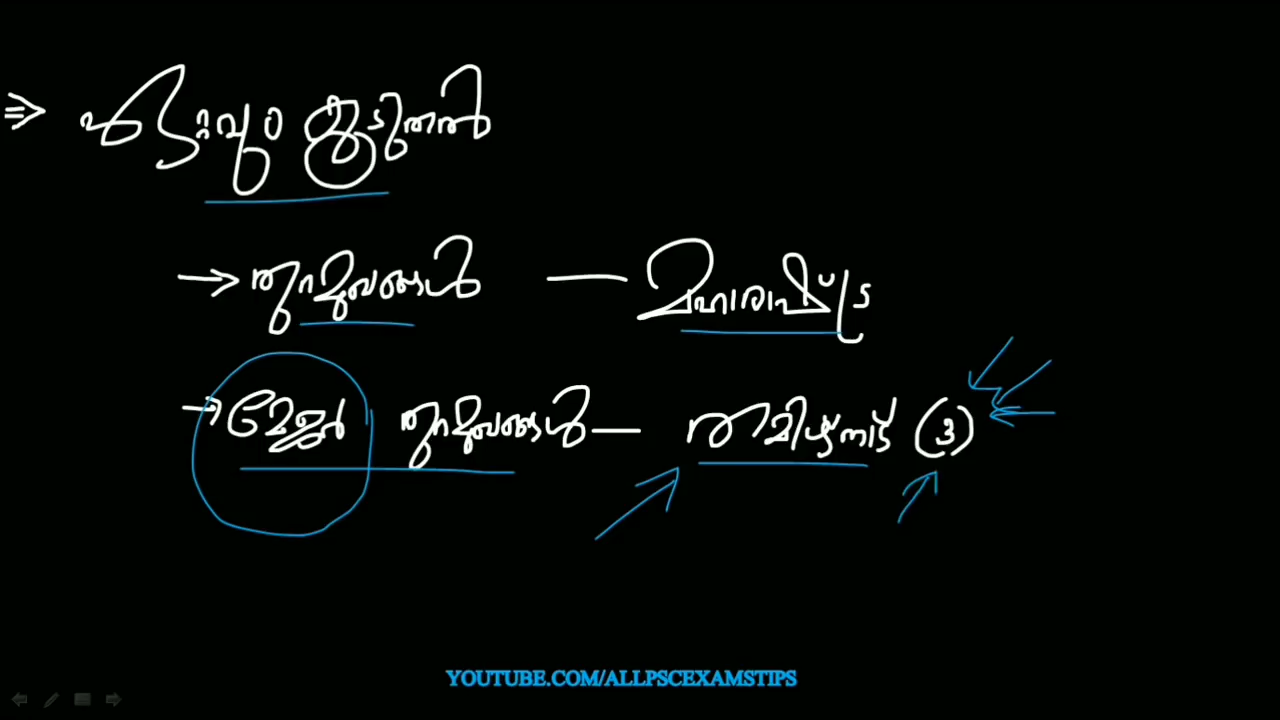 ⇒ ഏറ്റവും കൂടുതൽ
→ തുറമുഖങ്ങൾ — മഹാരാഷ്ട്ര
→ മേജർ തുറമുഖങ്ങൾ — തമിഴ്നാട് (3)
YOUTUBE.COM/ALLPSCEXAMSTIPS